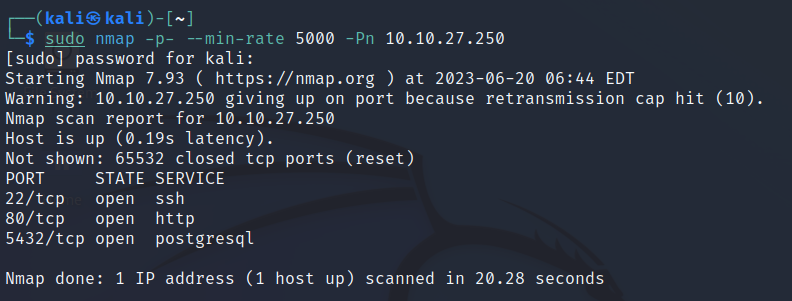 ┌──(kali㉿kali)-[~]
└─$ sudo nmap -p- --min-rate 5000 -Pn 10.10.27.250
[sudo] password for kali:
Starting Nmap 7.93 ( https://nmap.org ) at 2023-06-20 06:44 EDT
Warning: 10.10.27.250 giving up on port because retransmission cap hit (10).
Nmap scan report for 10.10.27.250
Host is up (0.19s latency).
Not shown: 65532 closed tcp ports (reset)
PORT     STATE SERVICE
22/tcp   open  ssh
80/tcp   open  http
5432/tcp open  postgresql
Nmap done: 1 IP address (1 host up) scanned in 20.28 seconds